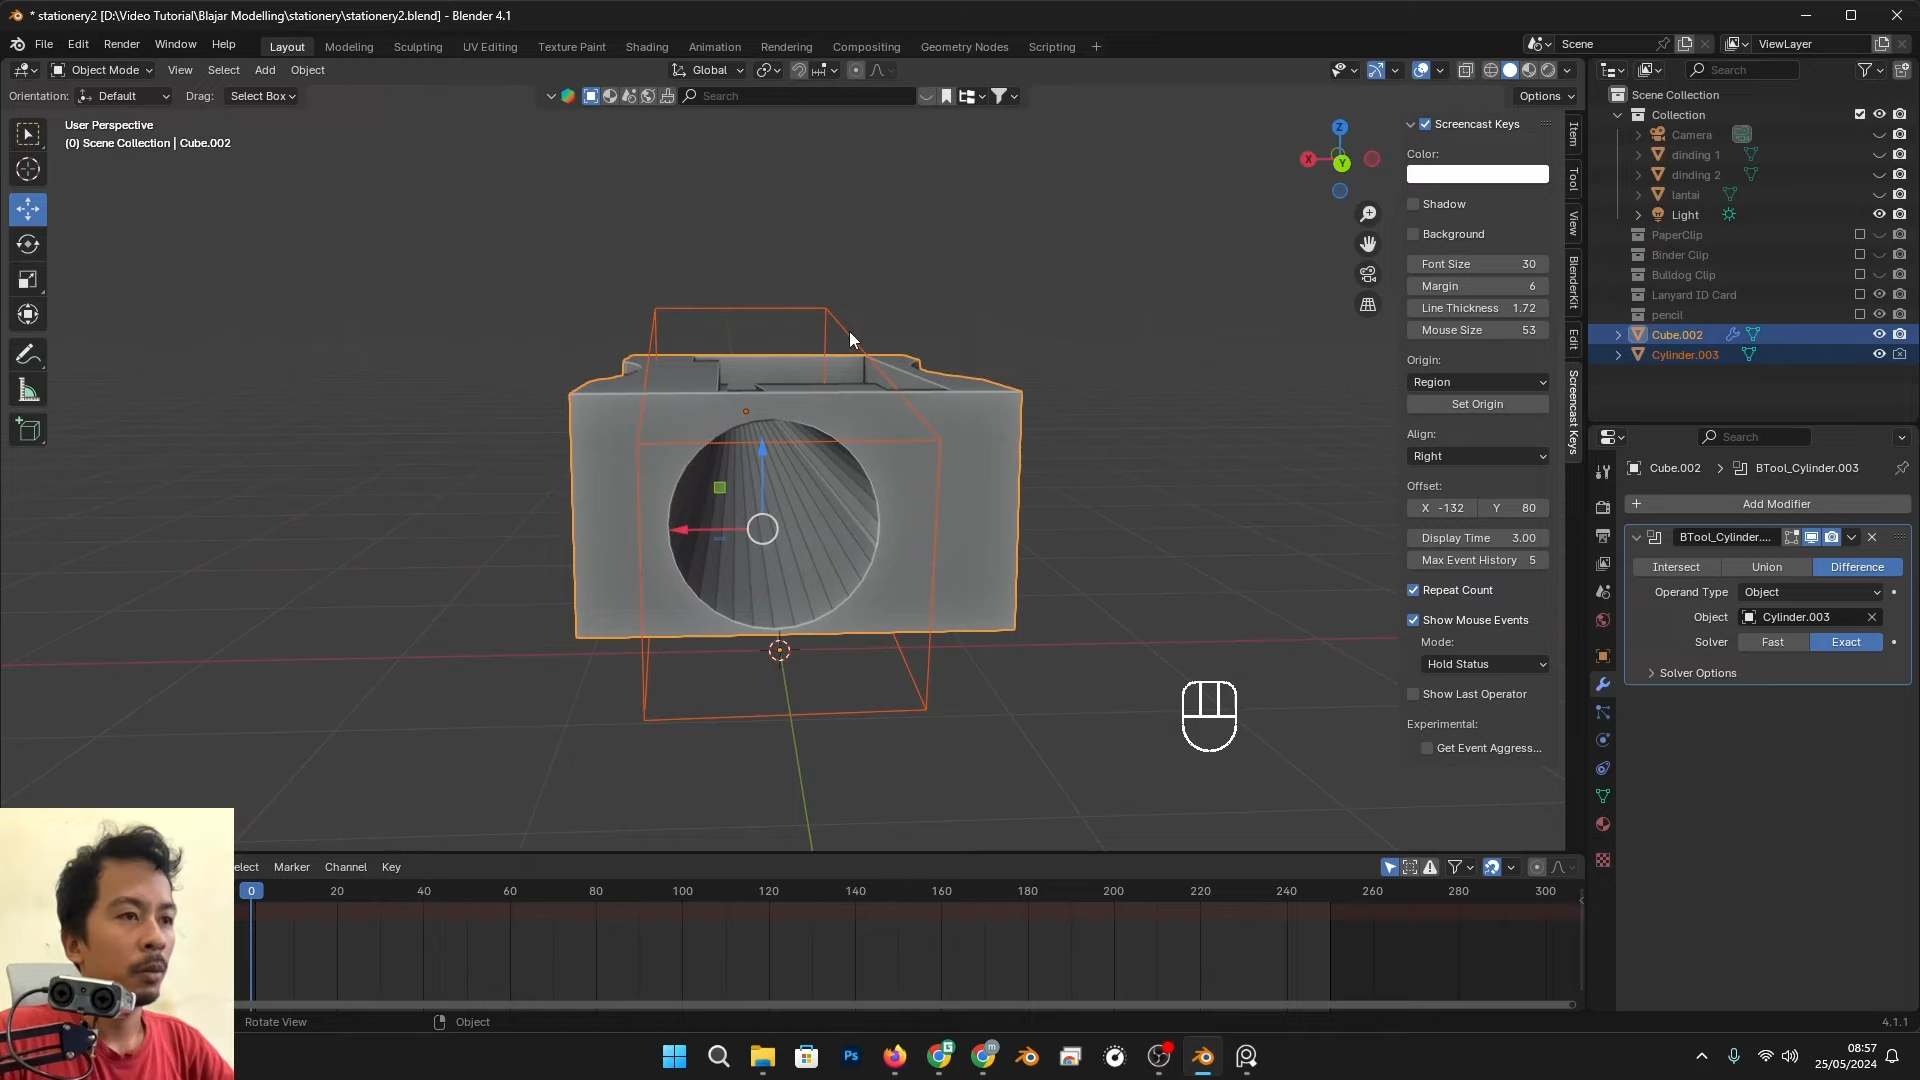 * stationery2 [D:\Video Tutorial\Blajar Modelling\stationery\stationery2.blend] - Blender 4.1
File Edit Render Window Help
Layout Modeling Sculpting UV Editing Texture Paint Shading Animation Rendering Compositing Geometry Nodes Scripting +
Scene
ViewLayer
Object Mode View Select Add Object
Global
Search
Orientation: Default Drag: Select Box
Search
Options
User Perspective
(0) Scene Collection | Cube.002
Z
X
Y
Screencast Keys
Color:
Shadow
Background
Font Size 30
Margin 6
Line Thickness 1.72
Mouse Size 53
Origin:
Region
Set Origin
Align:
Right
Offset:
X -132 Y 80
Display Time 3.00
Max Event History 5
Repeat Count
Show Mouse Events
Mode:
Hold Status
Show Last Operator
Experimental:
Get Event Aggress...
Item
Tool
View
BlenderKit
Edit
Screencast Keys
Scene Collection
Collection
Camera
dinding 1
dinding 2
lantai
Light
PaperClip
Binder Clip
Bulldog Clip
Lanyard ID Card
pencil
Cube.002
Cylinder.003
Search
Cube.002 > BTool_Cylinder.003
+ Add Modifier
BTool_Cylinder....
Intersect Union Difference
Operand Type Object
Object Cylinder.003
Solver Fast Exact
Solver Options
elect Marker Channel Key
0 20 40 60 80 100 120 140 160 180 200 220 240 260 280 300
Rotate View Object
4.1.1
Ps
G
m
08:57
25/05/2024